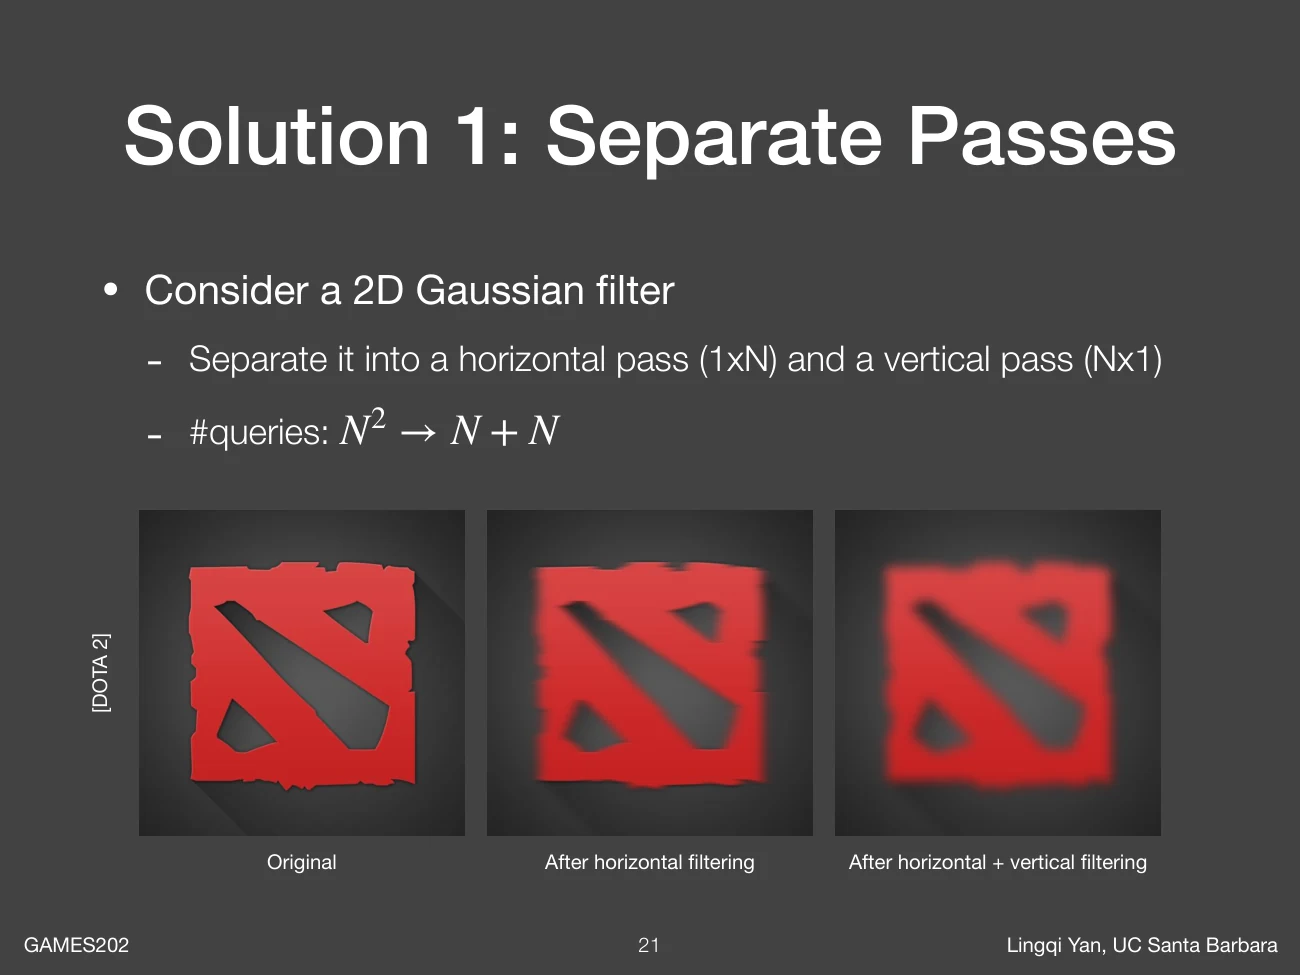 Solution 1: Separate Passes
• Consider a 2D Gaussian filter
- Separate it into a horizontal pass (1xN) and a vertical pass (Nx1)
- #queries: N² → N + N
[DOTA 2]
Original
After horizontal filtering
After horizontal + vertical filtering
GAMES202
21
Lingqi Yan, UC Santa Barbara